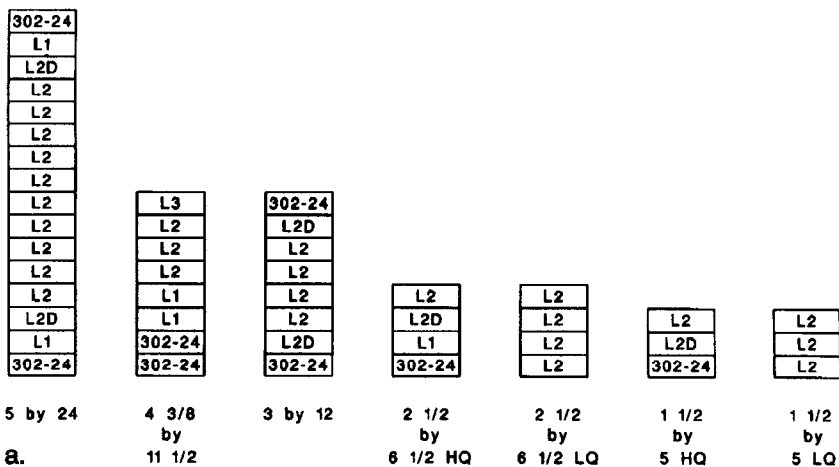 302-24
L1
L2D
L2
L2
L2
L2
L2
L2
L2
L2
L2
L2
L2D
L1
302-24
5 by 24
L3
L2
L2
L2
L1
L1
302-24
302-24
4 3/8
by
11 1/2
302-24
L2D
L2
L2
L2
L2
L2D
302-24
3 by 12
L2
L2D
L1
302-24
2 1/2
by
6 1/2 HQ
L2
L2
L2
L2
2 1/2
by
6 1/2 LQ
L2
L2D
302-24
1 1/2
by
5 HQ
L2
L2
L2
1 1/2
by
5 LQ
a.